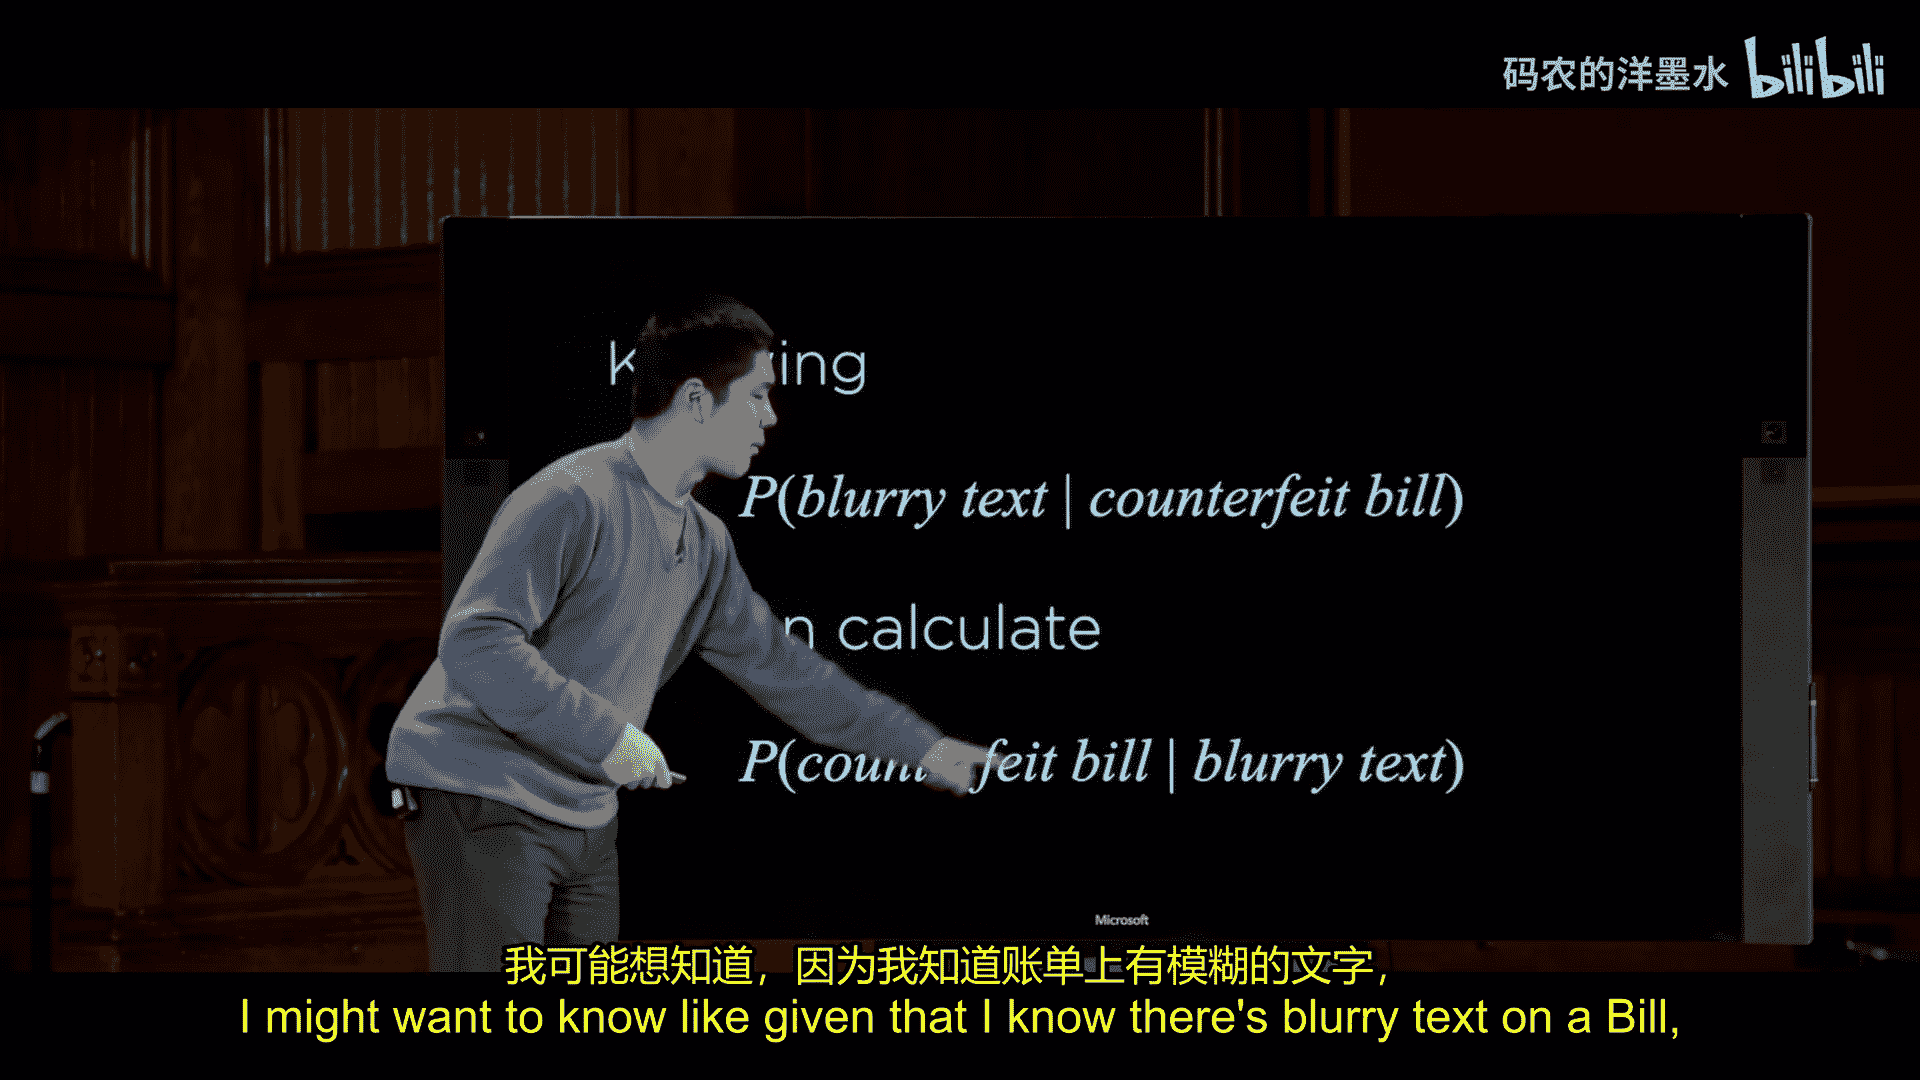 码农的洋墨水 bilibili
P(blurry text | counterfeit bill)
calculate
bill | blurry text)
Microsoft
我可能想知道，因为我知道账单上有模糊的文字，
I might want to know like given that I know there's blurry text on a Bill,